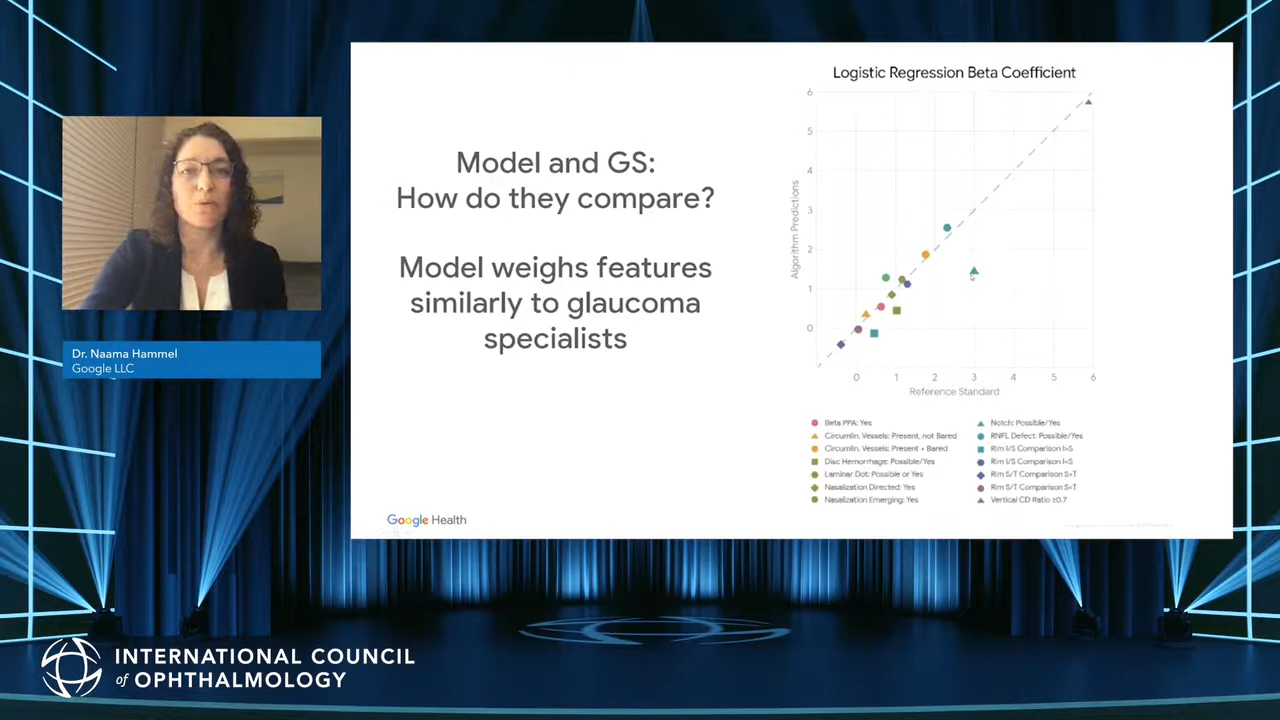 Logistic Regression Beta Coefficient
Model and GS:
How do they compare?
Model weighs features
similarly to glaucoma
specialists
Algorithm Predictions
6
5
4
3
2
1
0
0 1 2 3 4 5 6
Reference Standard
Beta PPA: Yes
Circumlin. Vessels: Present, not Bared
Circumlin. Vessels: Present + Bared
Disc Hemorrhage: Possible/Yes
Laminar Dot: Possible or Yes
Nasalization Directed: Yes
Nasalization Emerging: Yes
Notch: Possible/Yes
RNFL Defect: Possible/Yes
Rim I/S Comparison I>S
Rim I/S Comparison I<S
Rim S/T Comparison S>T
Rim S/T Comparison S<T
Vertical CD Ratio ≥0.7
Google Health
Dr. Naama Hammel
Google LLC
INTERNATIONAL COUNCIL
of OPHTHALMOLOGY